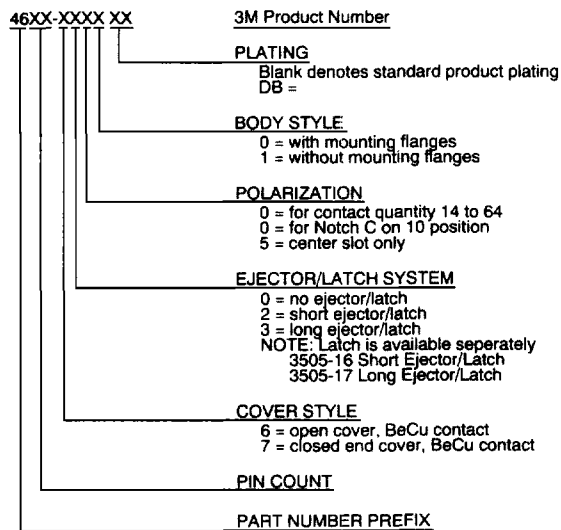 46XX-XXXX XX 3M Product Number
PLATING
Blank denotes standard product plating
DB =
BODY STYLE
0 = with mounting flanges
1 = without mounting flanges
POLARIZATION
0 = for contact quantity 14 to 64
0 = for Notch C on 10 position
5 = center slot only
EJECTOR/LATCH SYSTEM
0 = no ejector/latch
2 = short ejector/latch
3 = long ejector/latch
NOTE: Latch is available seperately
3505-16 Short Ejector/Latch
3505-17 Long Ejector/Latch
COVER STYLE
6 = open cover, BeCu contact
7 = closed end cover, BeCu contact
PIN COUNT
PART NUMBER PREFIX